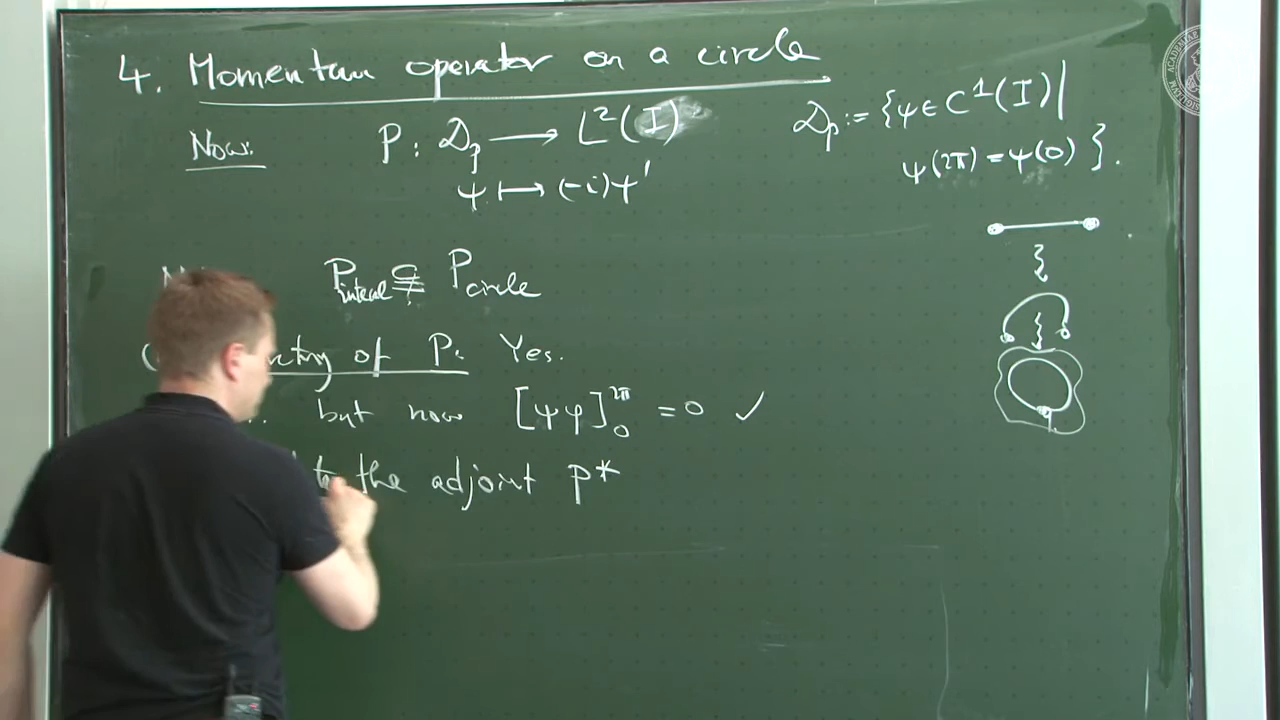 4. Momentum operator on a circle
Now: P : 𝒟_P ⟶ L²(I)
ψ ⟼ (-i)ψ'
𝒟_P := {ψ ∈ C¹(I) |
ψ(2π) = ψ(0) }.
P_interval ⊊ P_circle
of P: Yes.
... but now [ψφ]₀^{2π} = 0 ✓
the adjoint P*